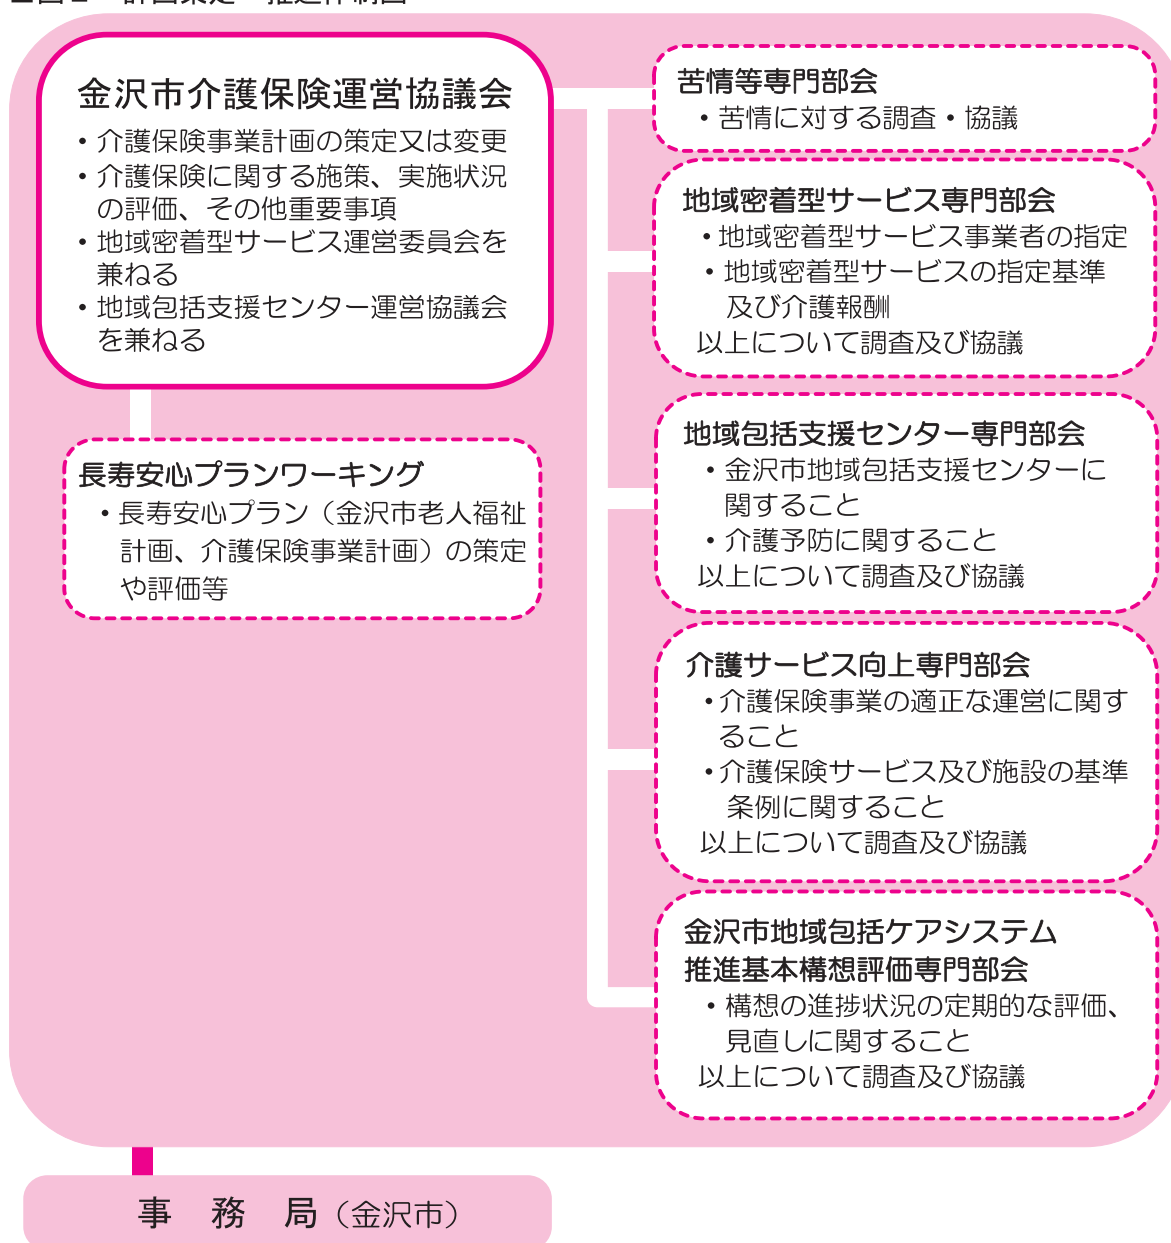 金沢市介護保険運営協議会
・介護保険事業計画の策定又は変更
・介護保険に関する施策、実施状況
の評価、その他重要事項
・地域密着型サービス運営委員会を
兼ねる
・地域包括支援センター運営協議会
を兼ねる
長寿安心プランワーキング
・長寿安心プラン（金沢市老人福祉
計画、介護保険事業計画）の策定
や評価等
苦情等専門部会
・苦情に対する調査・協議
地域密着型サービス専門部会
・地域密着型サービス事業者の指定
・地域密着型サービスの指定基準
及び介護報酬
以上について調査及び協議
地域包括支援センター専門部会
・金沢市地域包括支援センターに
関すること
・介護予防に関すること
以上について調査及び協議
介護サービス向上専門部会
・介護保険事業の適正な運営に関す
ること
・介護保険サービス及び施設の基準
条例に関すること
以上について調査及び協議
金沢市地域包括ケアシステム
推進基本構想評価専門部会
・構想の進捗状況の定期的な評価、
見直しに関すること
以上について調査及び協議
事　務　局（金沢市）